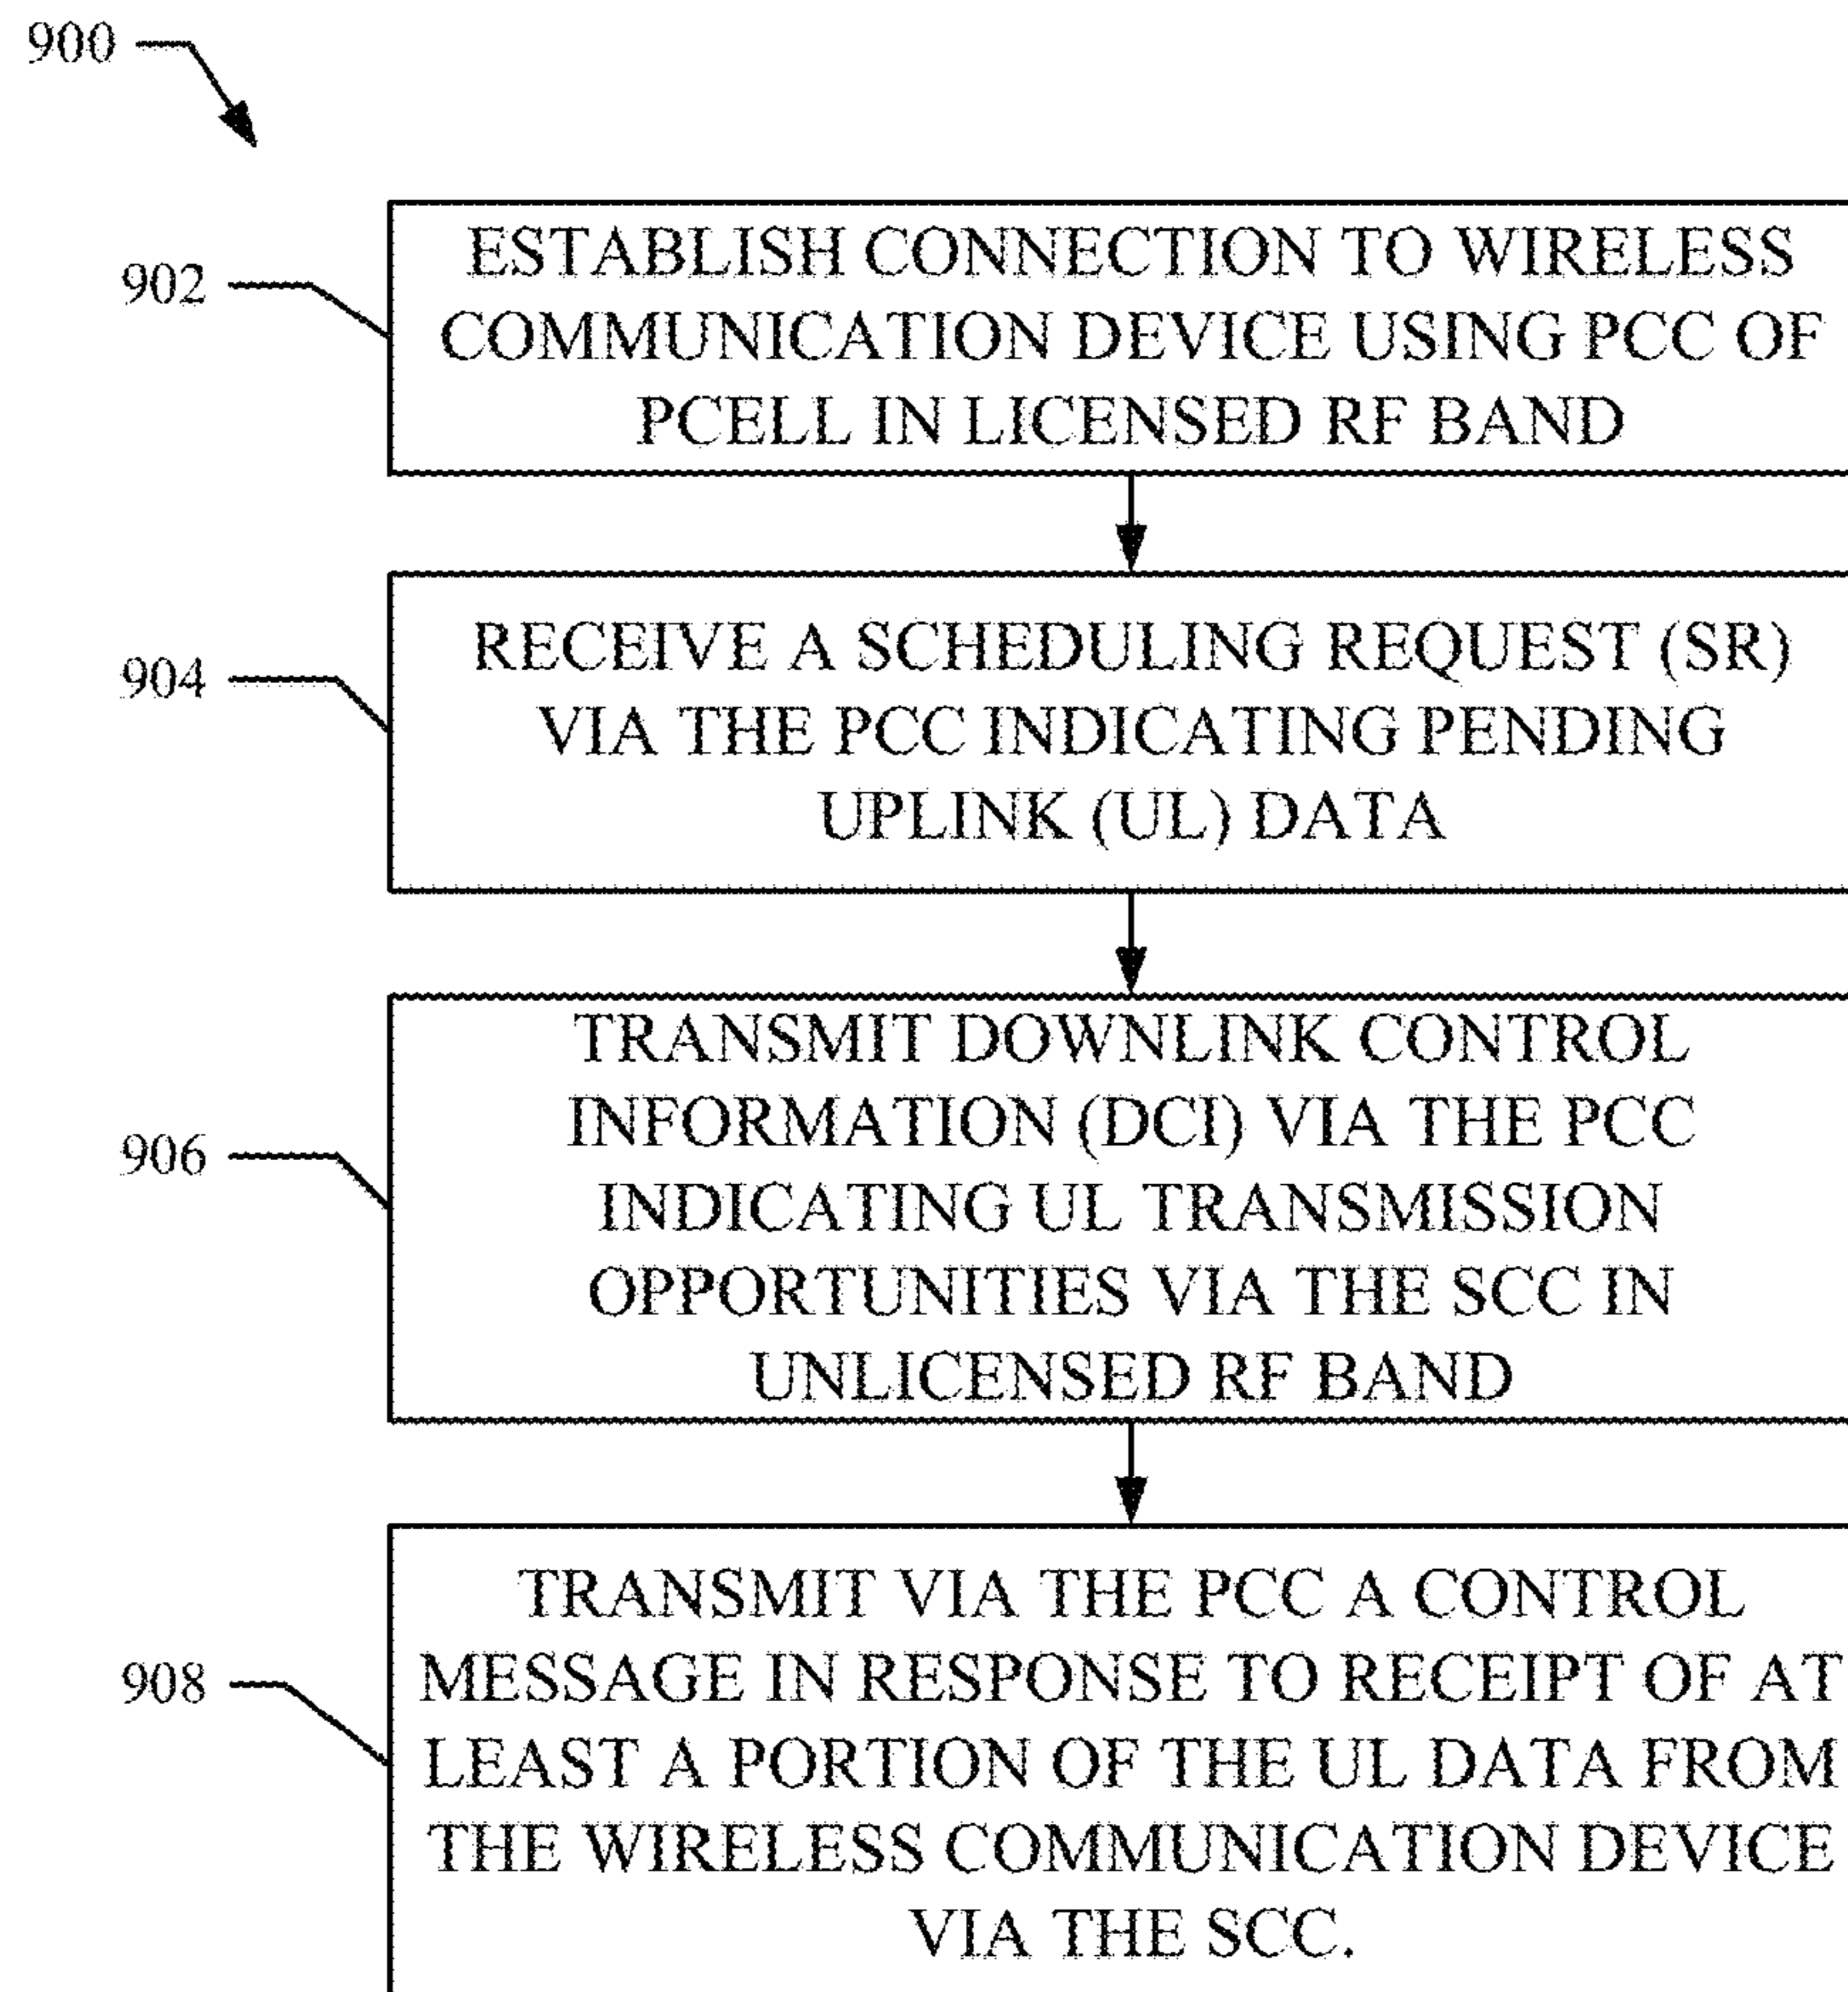 900
902
ESTABLISH CONNECTION TO WIRELESS
COMMUNICATION DEVICE USING PCC OF
PCELL IN LICENSED RF BAND
904
RECEIVE A SCHEDULING REQUEST (SR)
VIA THE PCC INDICATING PENDING
UPLINK (UL) DATA
906
TRANSMIT DOWNLINK CONTROL
INFORMATION (DCI) VIA THE PCC
INDICATING UL TRANSMISSION
OPPORTUNITIES VIA THE SCC IN
UNLICENSED RF BAND
908
TRANSMIT VIA THE PCC A CONTROL
MESSAGE IN RESPONSE TO RECEIPT OF AT
LEAST A PORTION OF THE UL DATA FROM
THE WIRELESS COMMUNICATION DEVICE
VIA THE SCC.